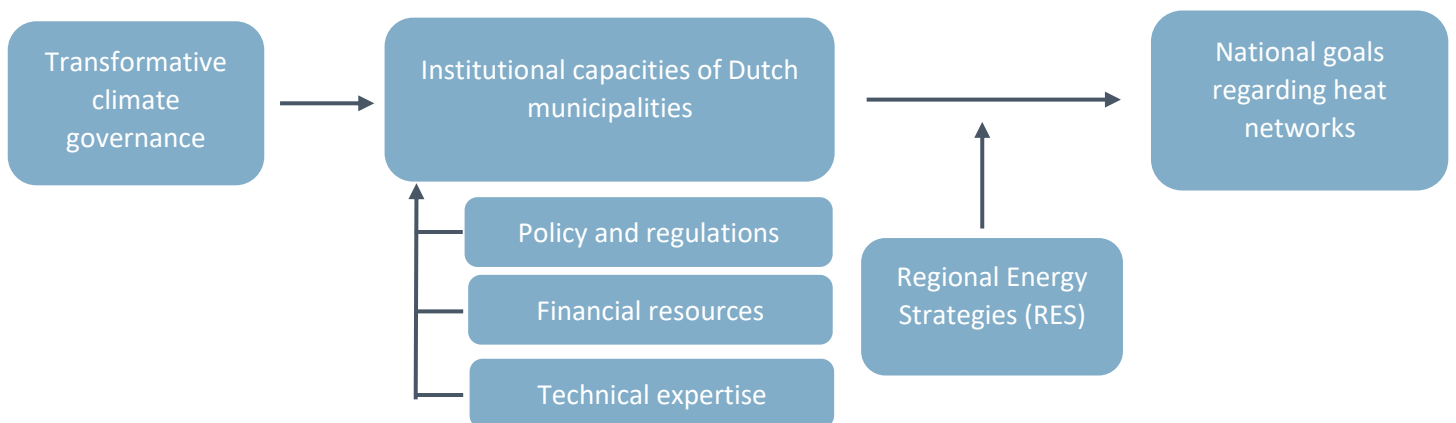 Transformative
climate
governance
Institutional capacities of Dutch
municipalities
National goals
regarding heat
networks
Policy and regulations
Financial resources
Technical expertise
Regional Energy
Strategies (RES)